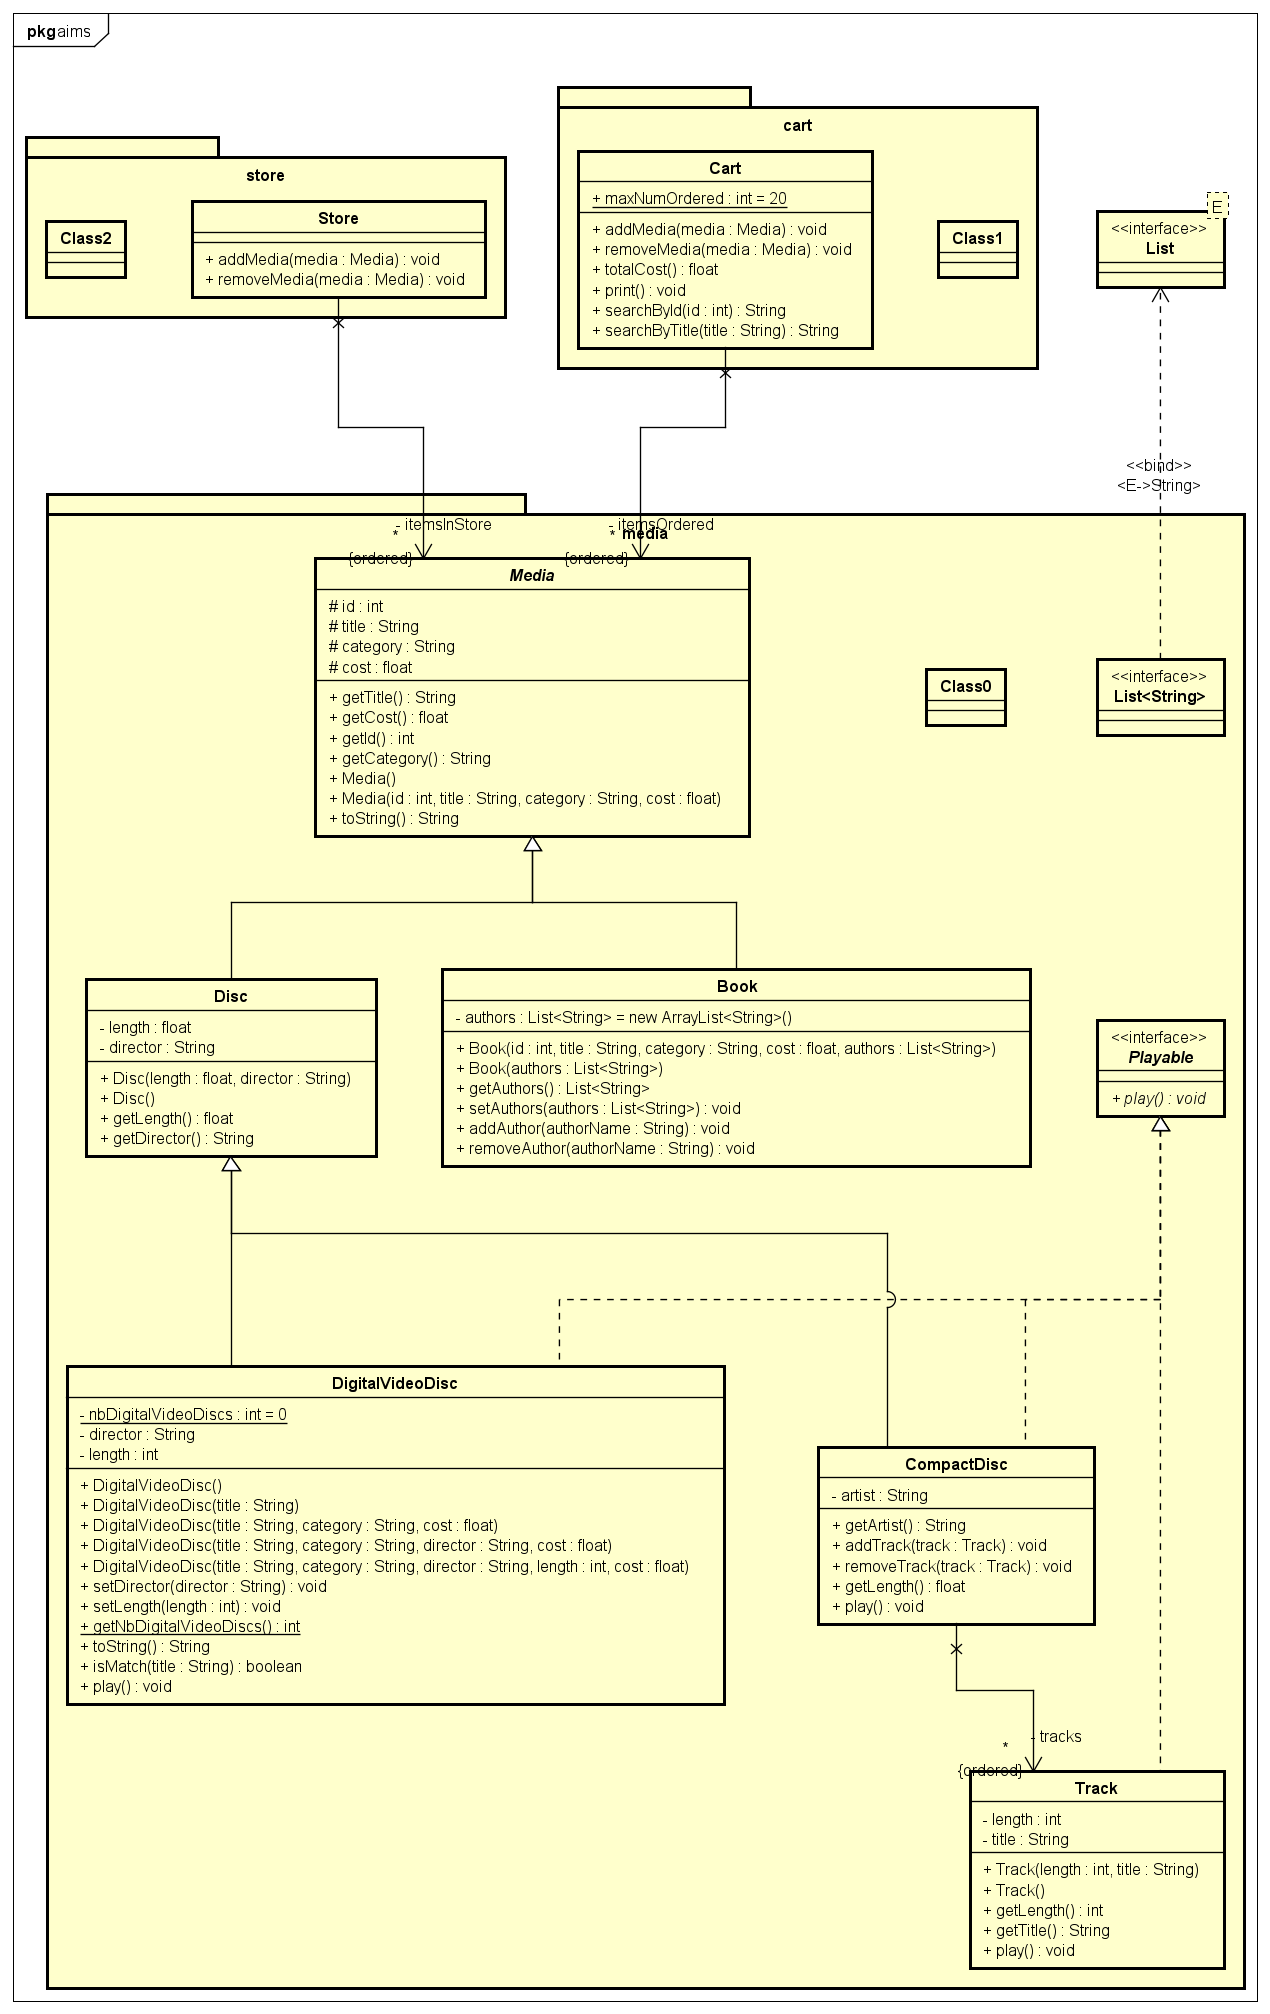 pkg aims
store
Class2
Store
+ addMedia(media : Media) : void
+ removeMedia(media : Media) : void
cart
Cart
+ maxNumOrdered : int = 20
+ addMedia(media : Media) : void
+ removeMedia(media : Media) : void
+ totalCost() : float
+ print() : void
+ searchById(id : int) : String
+ searchByTitle(title : String) : String
Class1
E
<<interface>>
List
<<bind>>
<E->String>
- itemsInStore
*
{ordered}
- itemsOrdered
*
{ordered}
media
Media
# id : int
# title : String
# category : String
# cost : float
+ getTitle() : String
+ getCost() : float
+ getId() : int
+ getCategory() : String
+ Media()
+ Media(id : int, title : String, category : String, cost : float)
+ toString() : String
Class0
<<interface>>
List<String>
Disc
- length : float
- director : String
+ Disc(length : float, director : String)
+ Disc()
+ getLength() : float
+ getDirector() : String
Book
- authors : List<String> = new ArrayList<String>()
+ Book(id : int, title : String, category : String, cost : float, authors : List<String>)
+ Book(authors : List<String>)
+ getAuthors() : List<String>
+ setAuthors(authors : List<String>) : void
+ addAuthor(authorName : String) : void
+ removeAuthor(authorName : String) : void
<<interface>>
Playable
+ play() : void
DigitalVideoDisc
- nbDigitalVideoDiscs : int = 0
- director : String
- length : int
+ DigitalVideoDisc()
+ DigitalVideoDisc(title : String)
+ DigitalVideoDisc(title : String, category : String, cost : float)
+ DigitalVideoDisc(title : String, category : String, director : String, cost : float)
+ DigitalVideoDisc(title : String, category : String, director : String, length : int, cost : float)
+ setDirector(director : String) : void
+ setLength(length : int) : void
+ getNbDigitalVideoDiscs() : int
+ toString() : String
+ isMatch(title : String) : boolean
+ play() : void
CompactDisc
- artist : String
+ getArtist() : String
+ addTrack(track : Track) : void
+ removeTrack(track : Track) : void
+ getLength() : float
+ play() : void
- tracks
*
{ordered}
Track
- length : int
- title : String
+ Track(length : int, title : String)
+ Track()
+ getLength() : int
+ getTitle() : String
+ play() : void